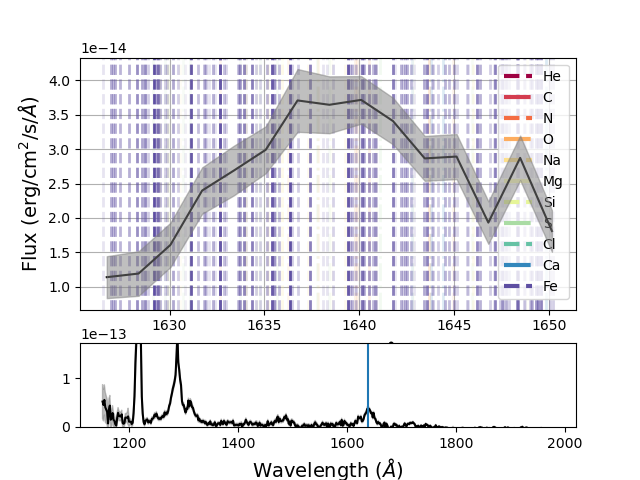 1e−14
4.0
3.5
3.0
2.5
2.0
1.5
1.0
Flux (erg/cm²/s/Å)
He
C
N
O
Na
Mg
Si
S
Cl
Ca
Fe
1630
1635
1640
1645
1650
1e−13
1
0
1200
1400
1600
1800
2000
Wavelength (Å)